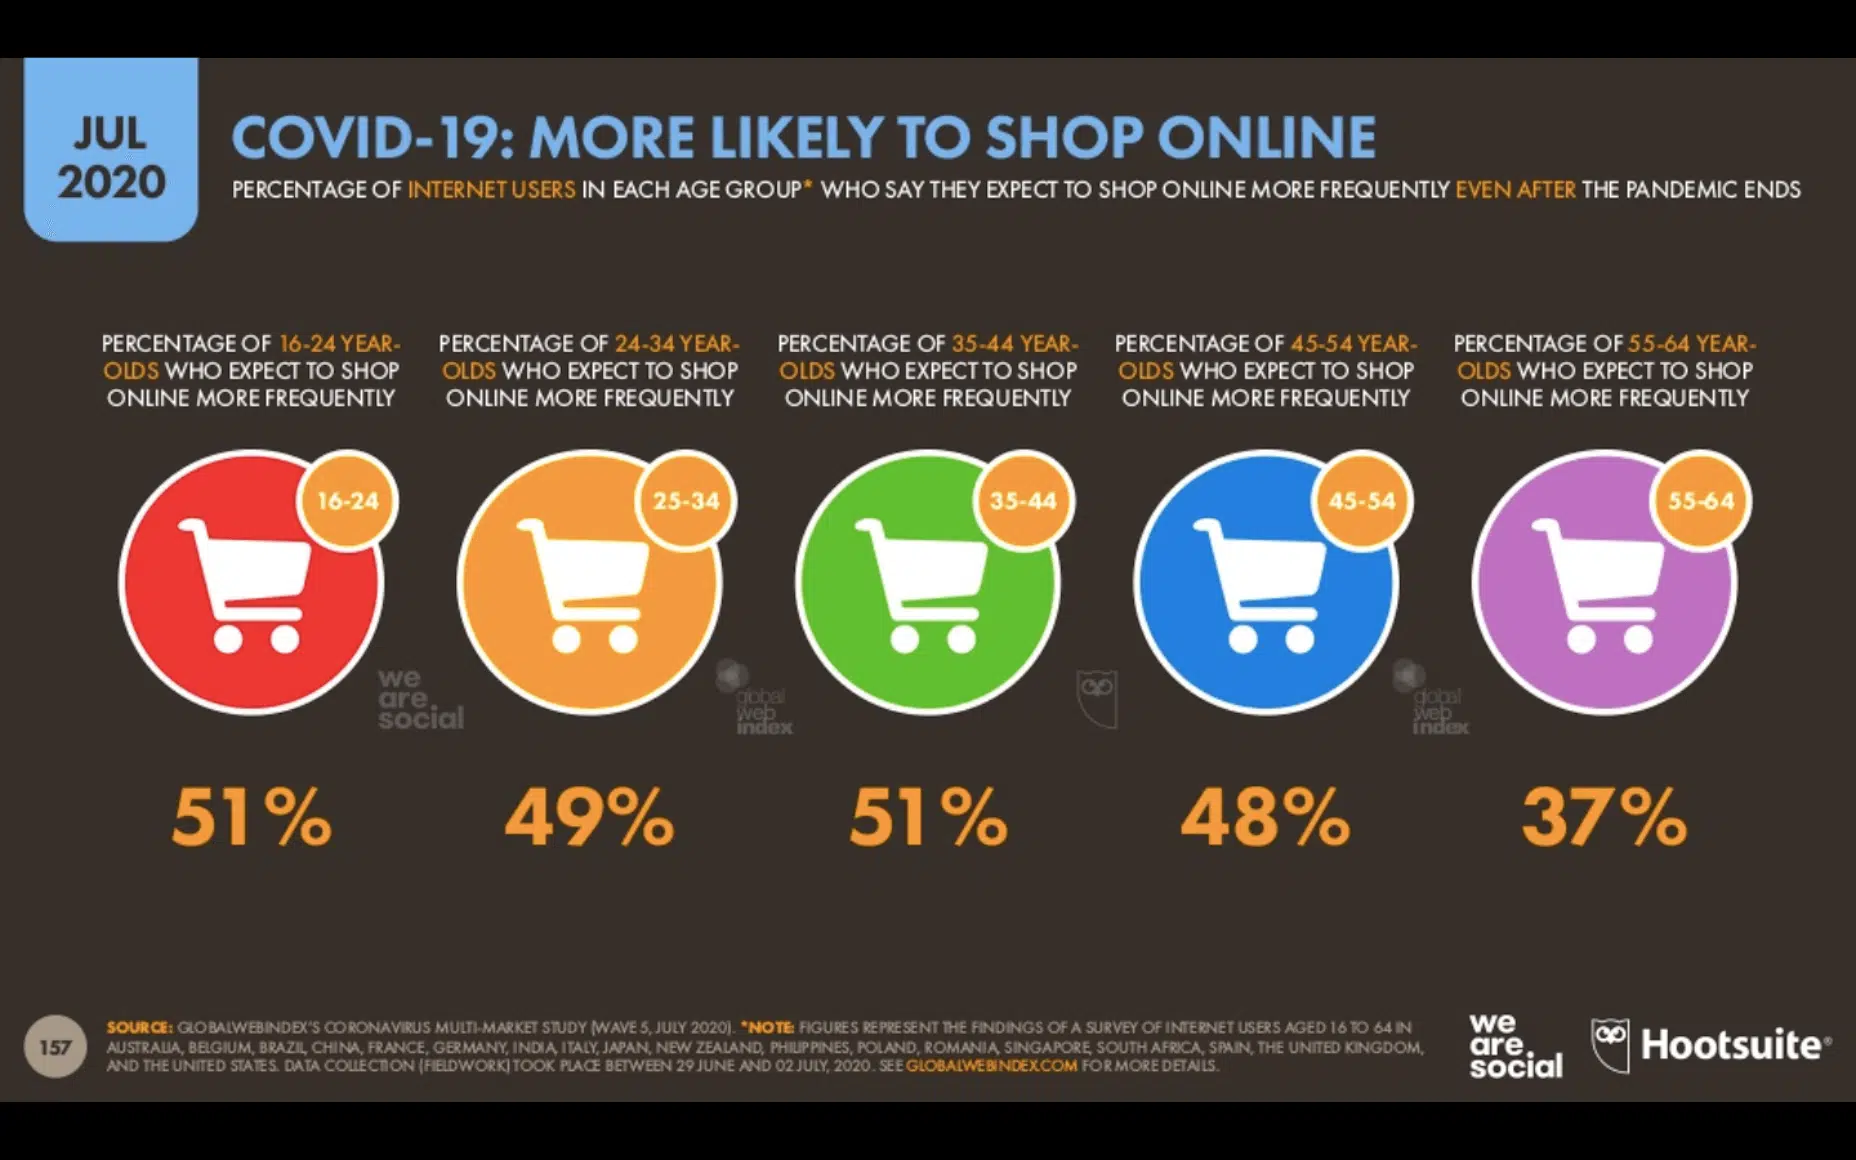 JUL
2020
COVID-19: MORE LIKELY TO SHOP ONLINE
PERCENTAGE OF INTERNET USERS IN EACH AGE GROUP* WHO SAY THEY EXPECT TO SHOP ONLINE MORE FREQUENTLY EVEN AFTER THE PANDEMIC ENDS
PERCENTAGE OF 16-24 YEAR-
OLDS WHO EXPECT TO SHOP
ONLINE MORE FREQUENTLY
16-24
51%
PERCENTAGE OF 24-34 YEAR-
OLDS WHO EXPECT TO SHOP
ONLINE MORE FREQUENTLY
25-34
49%
PERCENTAGE OF 35-44 YEAR-
OLDS WHO EXPECT TO SHOP
ONLINE MORE FREQUENTLY
35-44
51%
PERCENTAGE OF 45-54 YEAR-
OLDS WHO EXPECT TO SHOP
ONLINE MORE FREQUENTLY
45-54
48%
PERCENTAGE OF 55-64 YEAR-
OLDS WHO EXPECT TO SHOP
ONLINE MORE FREQUENTLY
55-64
37%
we
are
social
global
web
index
global
web
index
157
SOURCE: GLOBALWEBINDEX'S CORONAVIRUS MULTI-MARKET STUDY (WAVE 5, JULY 2020). *NOTE: FIGURES REPRESENT THE FINDINGS OF A SURVEY OF INTERNET USERS AGED 16 TO 64 IN
AUSTRALIA, BELGIUM, BRAZIL, CHINA, FRANCE, GERMANY, INDIA, ITALY, JAPAN, NEW ZEALAND, PHILIPPINES, POLAND, ROMANIA, SINGAPORE, SOUTH AFRICA, SPAIN, THE UNITED KINGDOM,
AND THE UNITED STATES. DATA COLLECTION (FIELDWORK) TOOK PLACE BETWEEN 29 JUNE AND 02 JULY, 2020. SEE GLOBALWEBINDEX.COM FOR MORE DETAILS.
we
are
social
Hootsuite®